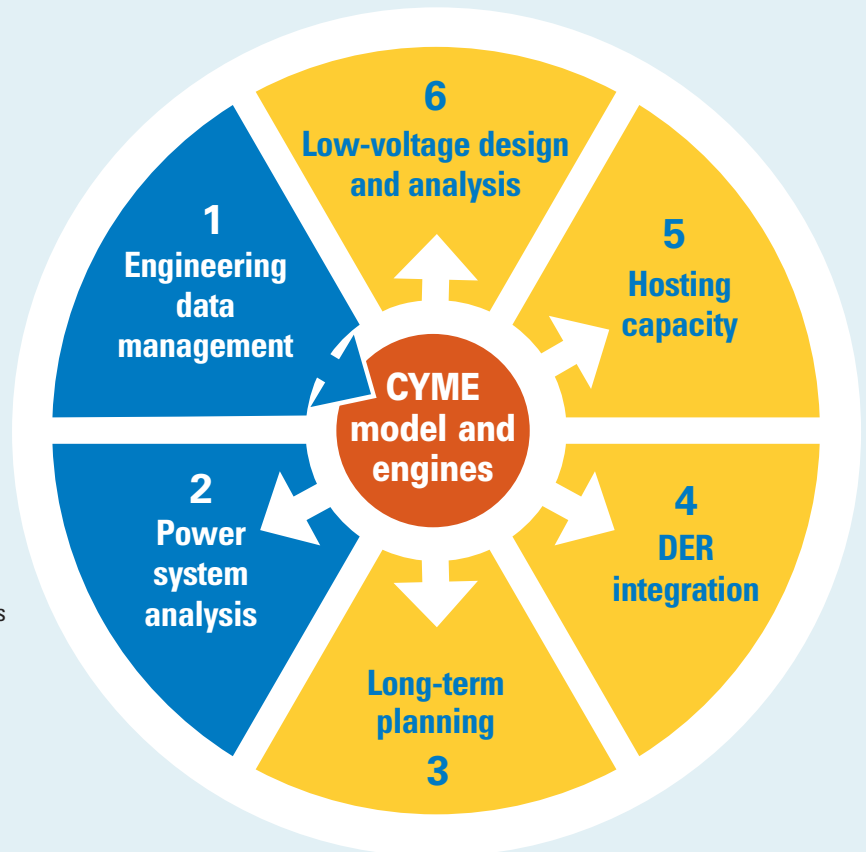 6
Low-voltage design
and analysis
1
Engineering
data
management
5
Hosting
capacity
CYME
model and
engines
2
Power
system
analysis
4
DER
integration
Long-term
planning
3
s